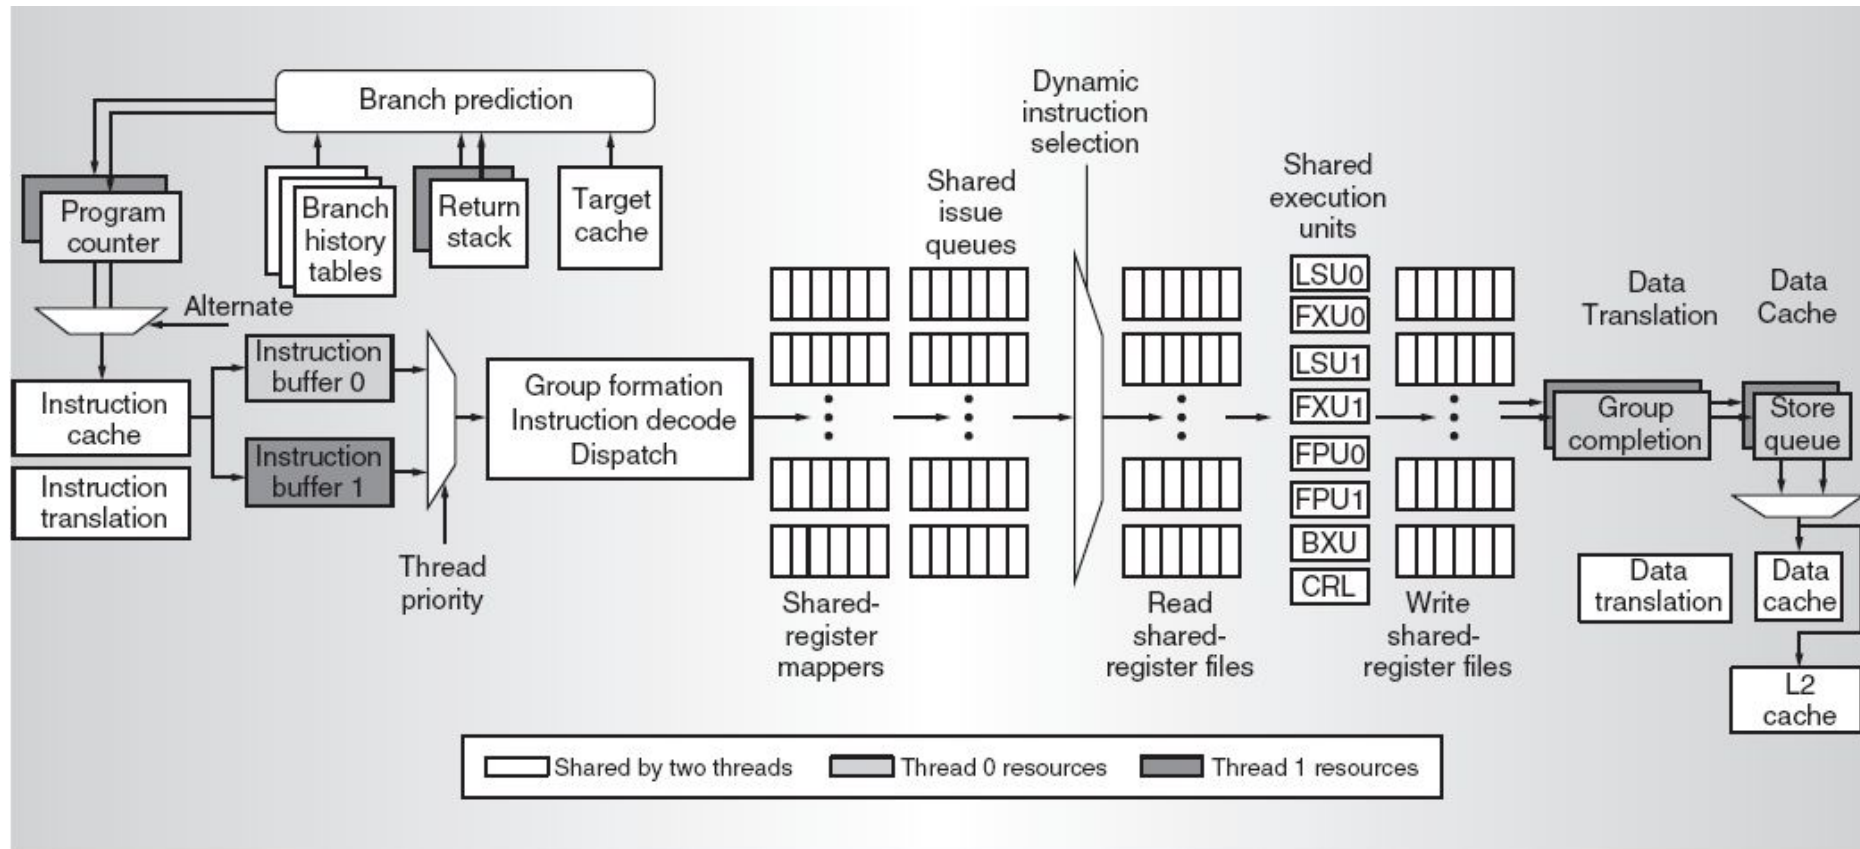 Branch prediction
Program
counter
Branch
history
tables
Return
stack
Target
cache
Alternate
Instruction
cache
Instruction
translation
Instruction
buffer 0
Instruction
buffer 1
Thread
priority
Group formation
Instruction decode
Dispatch
Shared-
register
mappers
Shared
issue
queues
Dynamic
instruction
selection
Read
shared-
register files
Shared
execution
units
LSU0
FXU0
LSU1
FXU1
FPU0
FPU1
BXU
CRL
Write
shared-
register files
Data
Translation
Data
Cache
Group
completion
Store
queue
Data
translation
Data
cache
L2
cache
Shared by two threads
Thread 0 resources
Thread 1 resources